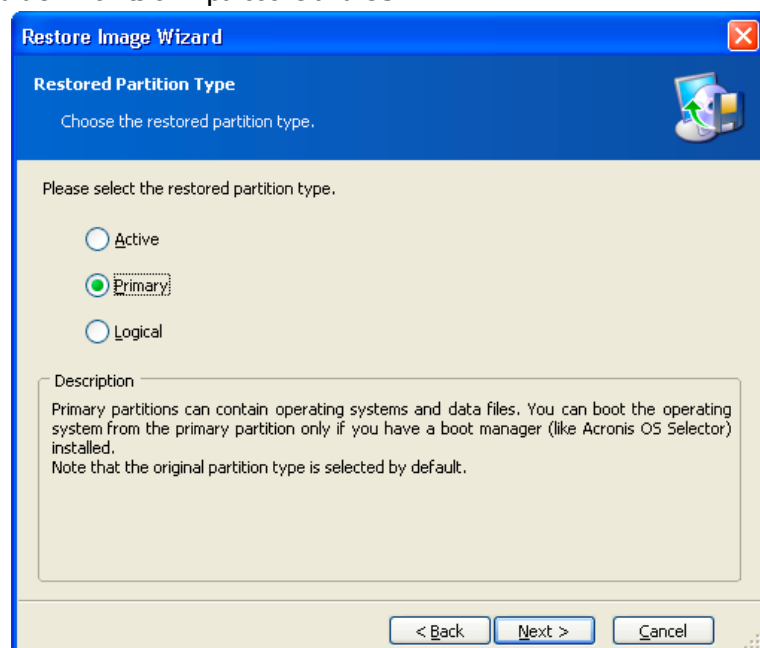 Restore Image Wizard
Restored Partition Type
Choose the restored partition type.
Please select the restored partition type.
Active
Primary
Logical
Description
Primary partitions can contain operating systems and data files. You can boot the operating
system from the primary partition only if you have a boot manager (like Acronis OS Selector)
installed.
Note that the original partition type is selected by default.
< Back Next > Cancel